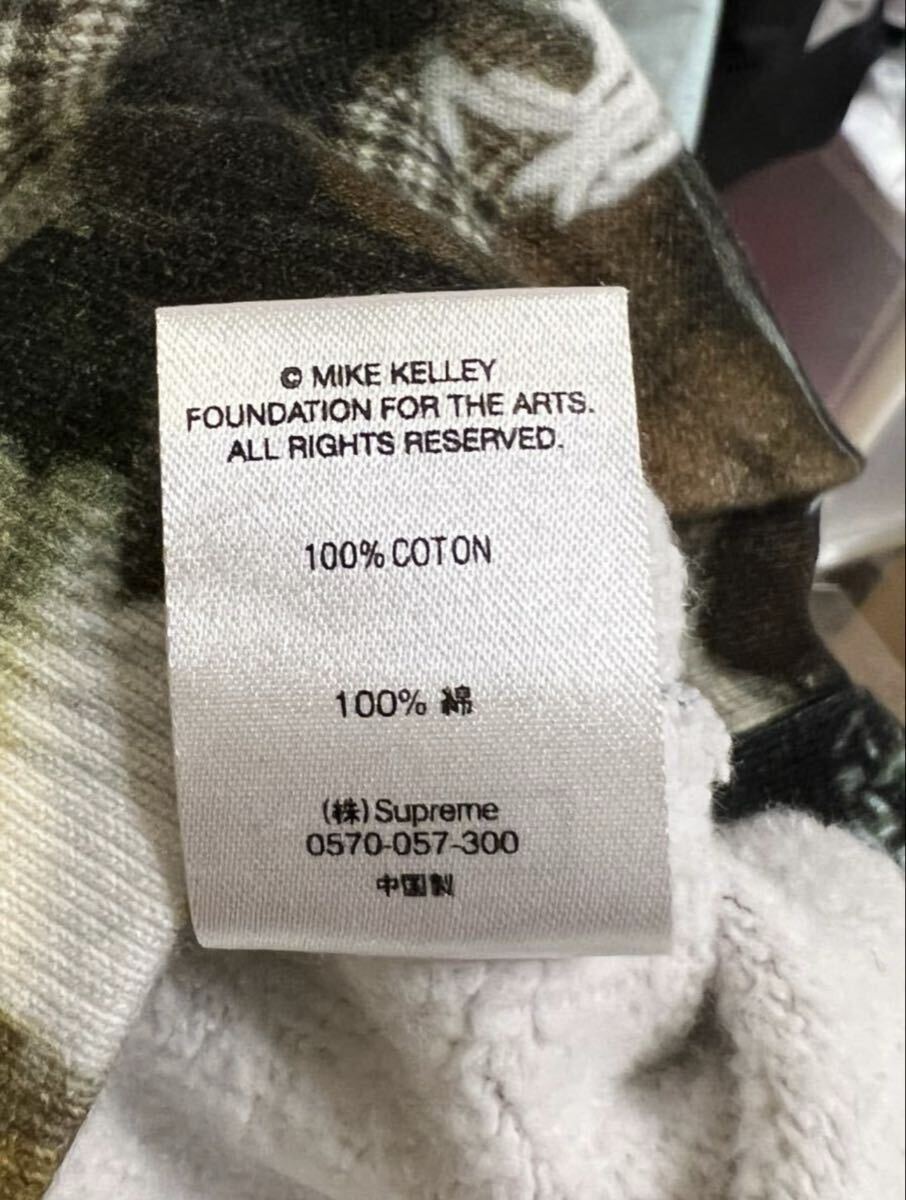 © MIKE KELLEY
FOUNDATION FOR THE ARTS.
ALL RIGHTS RESERVED.
100% COTON
100% 綿
(株)Supreme
0570-057-300
中国製